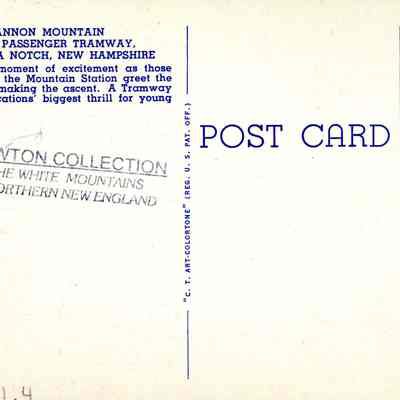 ANNON MOUNTAIN
PASSENGER TRAMWAY,
A NOTCH, NEW HAMPSHIRE
moment of excitement as those
the Mountain Station greet the
making the ascent. A Tramway
cations' biggest thrill for young
POST CARD
WTON COLLECTION
HE WHITE MOUNTAINS
ORTHERN NEW ENGLAND
"C. T. ART-COLORTONE" (REG. U. S. PAT. OFF.)
1.4